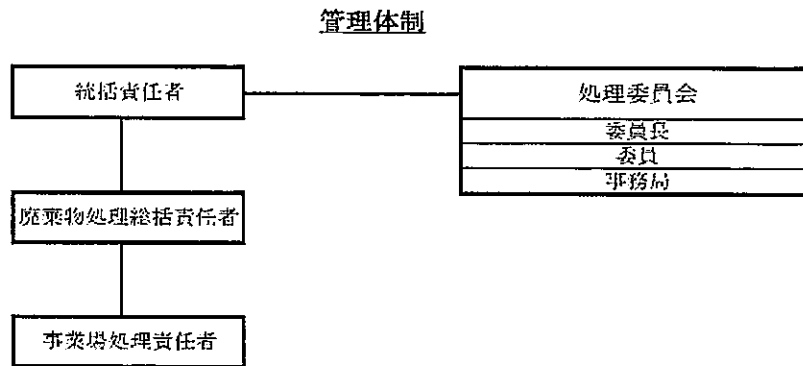 管理体制
統括責任者
処理委員会
委員長
委員
事務局
廃棄物処理総括責任者
事業場処理責任者